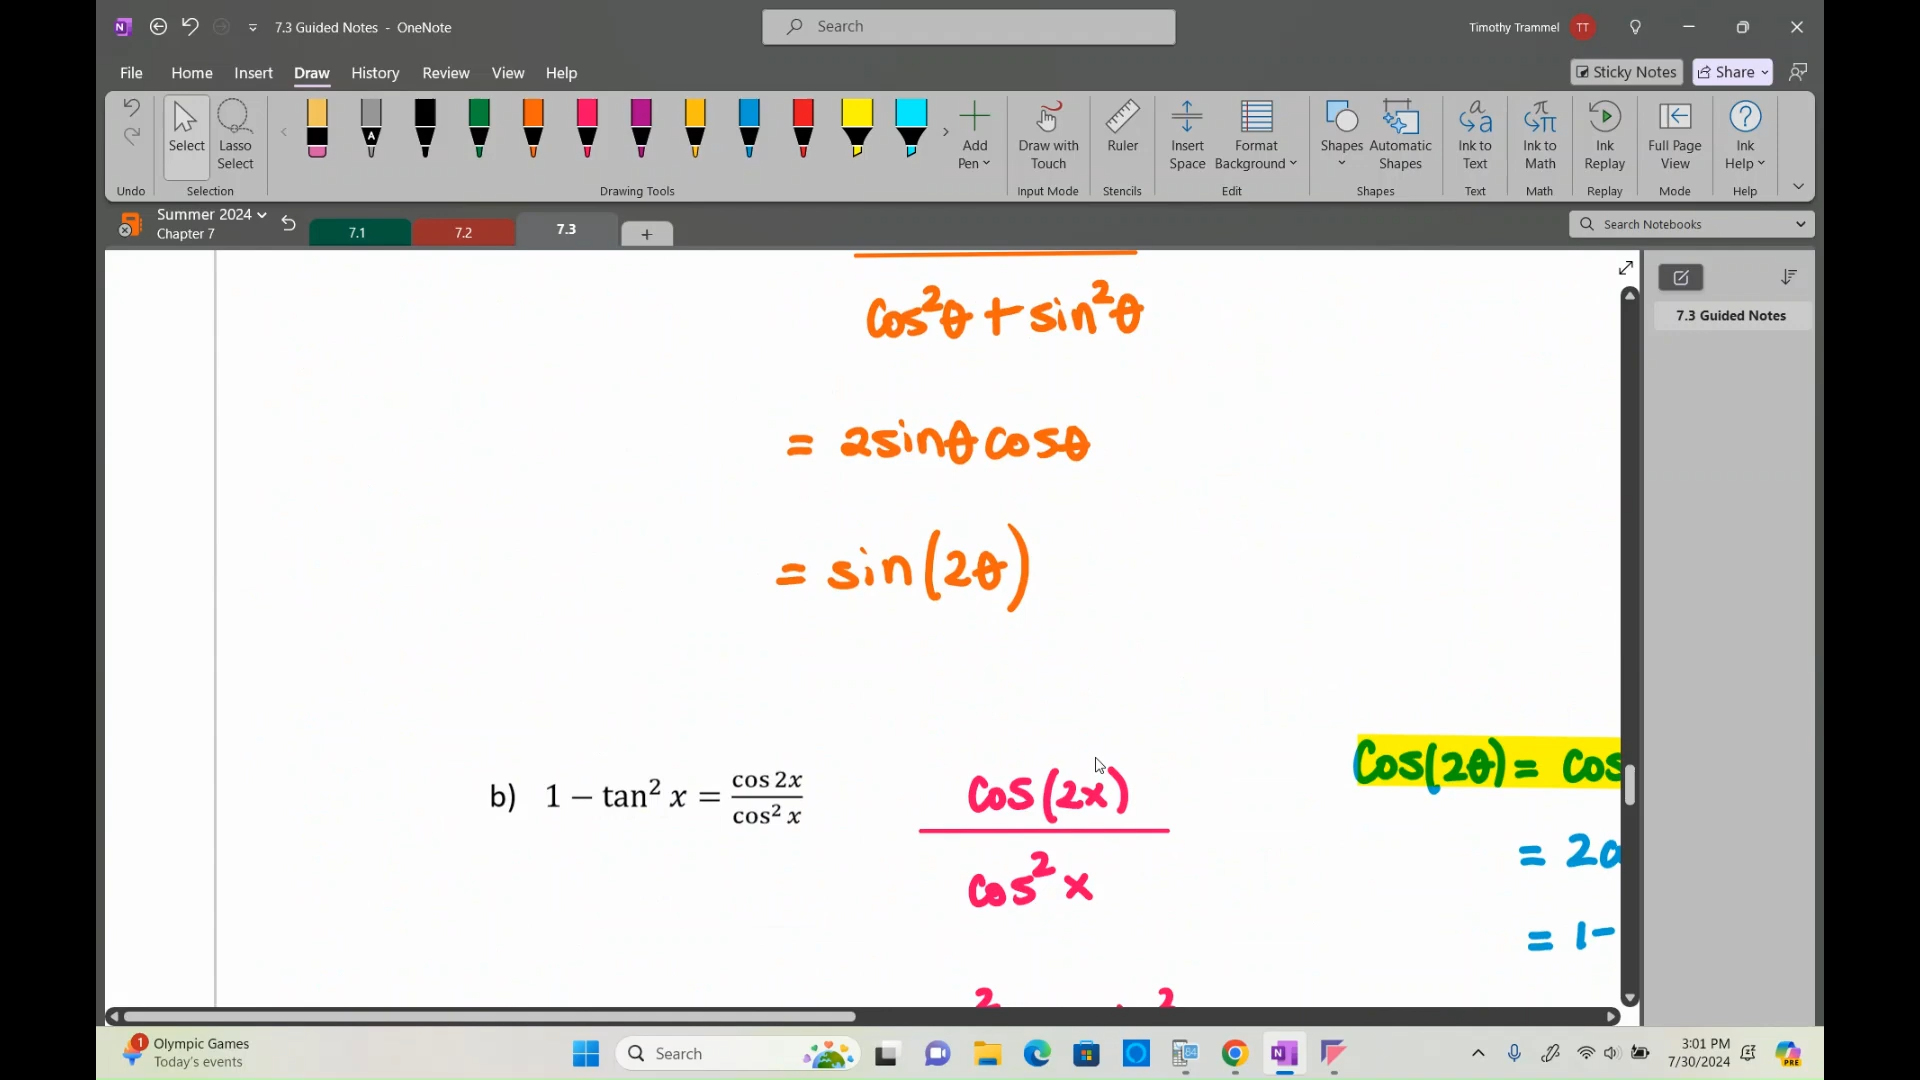 7.3 Guided Notes - OneNote
Search
Timothy Trammel TT
File Home Insert Draw History Review View Help
Sticky Notes Share
Undo
Select
Lasso Select
Selection
Drawing Tools
Add Pen
Draw with Touch
Input Mode
Ruler
Stencils
Insert Space
Format Background
Edit
Shapes
Automatic Shapes
Shapes
Ink to Text
Text
Ink to Math
Math
Ink Replay
Replay
Full Page View
Mode
Ink Help
Help
Summer 2024
Chapter 7
7.1 7.2 7.3 +
Search Notebooks
7.3 Guided Notes
cos²θ + sin²θ
= 2sinθ cosθ
= sin(2θ)
b) 1 − tan² x = cos 2x / cos² x
cos(2x)
cos² x
Cos(2θ) = cos
= 2
= 1-
2 2
1 Olympic Games
Today's events
Search
3:01 PM
7/30/2024
PRE